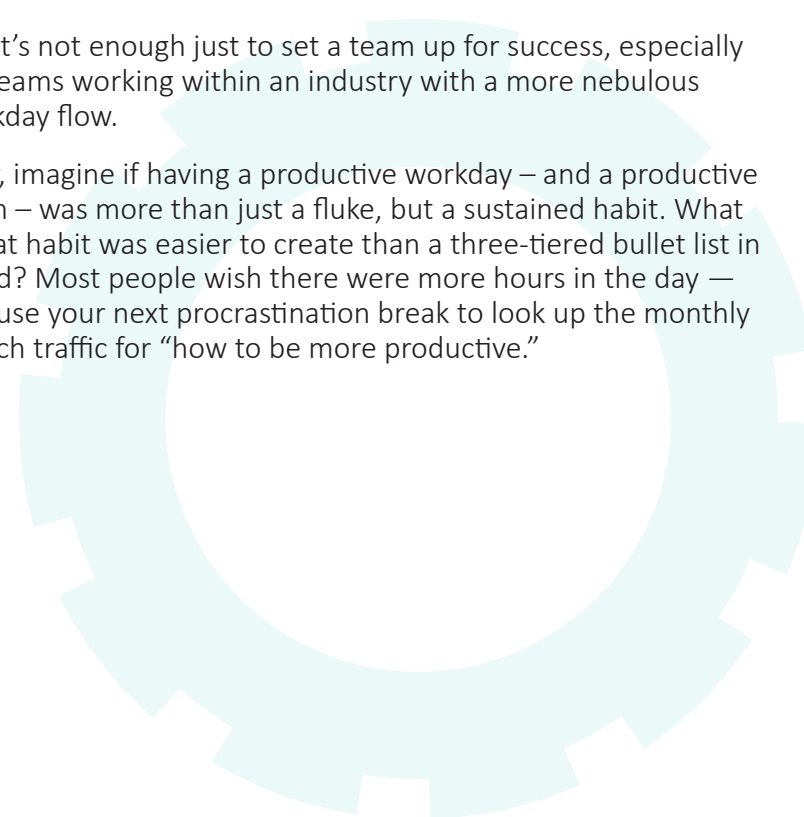 t’s not enough just to set a team up for success, especially
eams working within an industry with a more nebulous
kday flow.
, imagine if having a productive workday – and a productive
n – was more than just a fluke, but a sustained habit. What
at habit was easier to create than a three-tiered bullet list in
d? Most people wish there were more hours in the day —
use your next procrastination break to look up the monthly
ch traffic for “how to be more productive.”